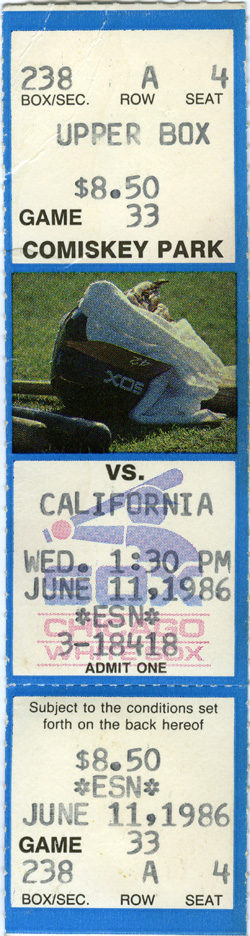 238 A 4
BOX/SEC. ROW SEAT
UPPER BOX
$8.50
GAME 33
COMISKEY PARK
42
SOX
VS.
CALIFORNIA
WED. 1:30 PM
JUNE 11,1986
SOX
*ESN*
CHICAGO
3-18418
WHITE SOX
ADMIT ONE
Subject to the conditions set
forth on the back hereof
$8.50
*ESN*
JUNE 11,1986
GAME 33
238 A 4
BOX/SEC. ROW SEAT